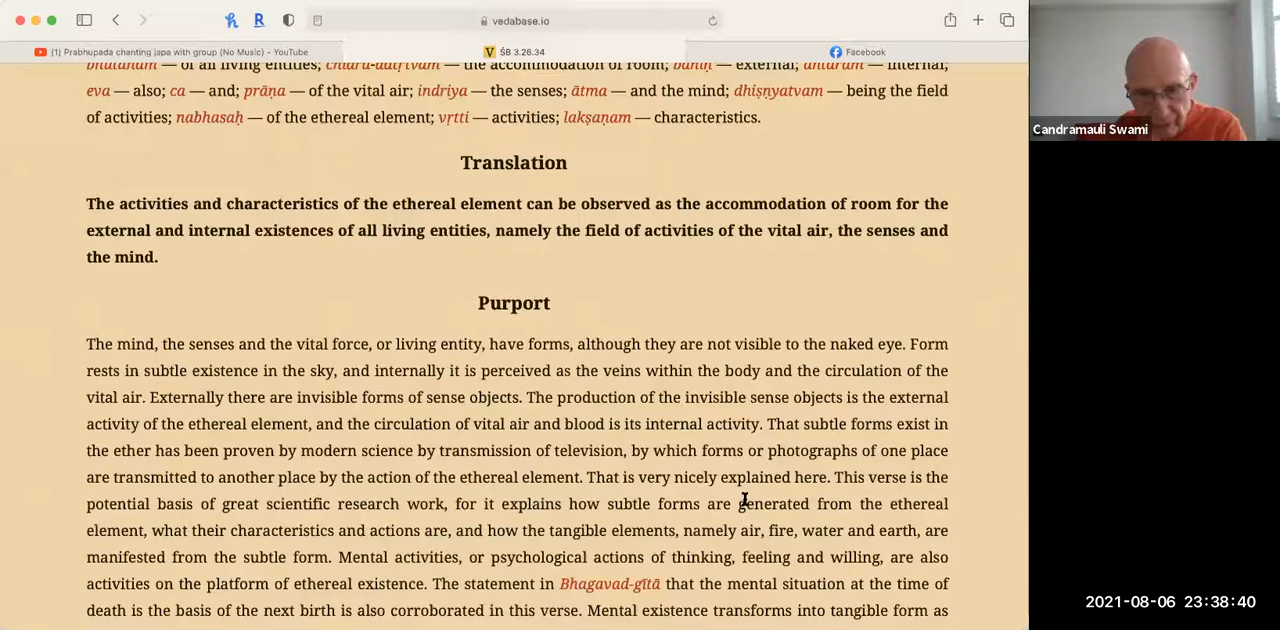 vedabase.io
(1) Prabhupada chanting japa with group (No Music) - YouTube
ŚB 3.26.34
Facebook
bhūtānām — of all living entities; chidra-dātṛtvam — the accommodation of room; bahiḥ — external; antaram — internal;
eva — also; ca — and; prāṇa — of the vital air; indriya — the senses; ātma — and the mind; dhiṣṇyatvam — being the field
of activities; nabhasaḥ — of the ethereal element; vṛtti — activities; lakṣaṇam — characteristics.
Translation
The activities and characteristics of the ethereal element can be observed as the accommodation of room for the
external and internal existences of all living entities, namely the field of activities of the vital air, the senses and
the mind.
Purport
The mind, the senses and the vital force, or living entity, have forms, although they are not visible to the naked eye. Form
rests in subtle existence in the sky, and internally it is perceived as the veins within the body and the circulation of the
vital air. Externally there are invisible forms of sense objects. The production of the invisible sense objects is the external
activity of the ethereal element, and the circulation of vital air and blood is its internal activity. That subtle forms exist in
the ether has been proven by modern science by transmission of television, by which forms or photographs of one place
are transmitted to another place by the action of the ethereal element. That is very nicely explained here. This verse is the
potential basis of great scientific research work, for it explains how subtle forms are generated from the ethereal
element, what their characteristics and actions are, and how the tangible elements, namely air, fire, water and earth, are
manifested from the subtle form. Mental activities, or psychological actions of thinking, feeling and willing, are also
activities on the platform of ethereal existence. The statement in Bhagavad-gītā that the mental situation at the time of
death is the basis of the next birth is also corroborated in this verse. Mental existence transforms into tangible form as
Candramauli Swami
2021-08-06 23:38:40